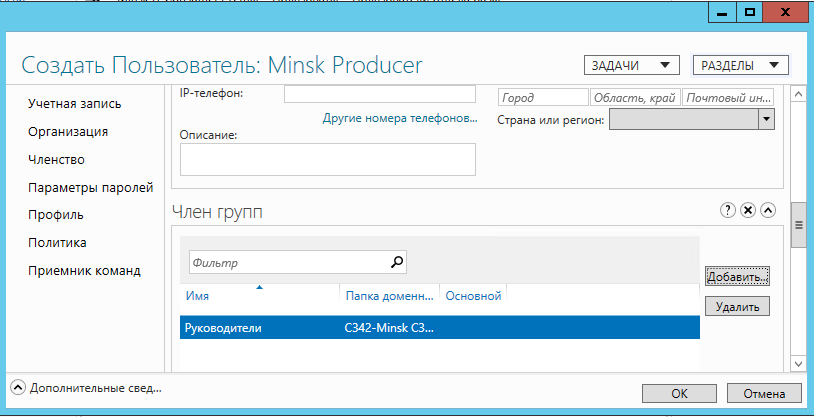 Создать Пользователь: Minsk Producer
ЗАДАЧИ
РАЗДЕЛЫ
Учетная запись
Организация
Членство
Параметры паролей
Профиль
Политика
Приемник команд
IP-телефон:
Другие номера телефонов...
Описание:
Город
Область, край
Почтовый ин...
Страна или регион:
Член групп
?
Фильтр
Имя
Папка доменн...
Основной
Руководители
C342-Minsk C3...
Добавить...
Удалить
Дополнительные свед...
ОК
Отмена